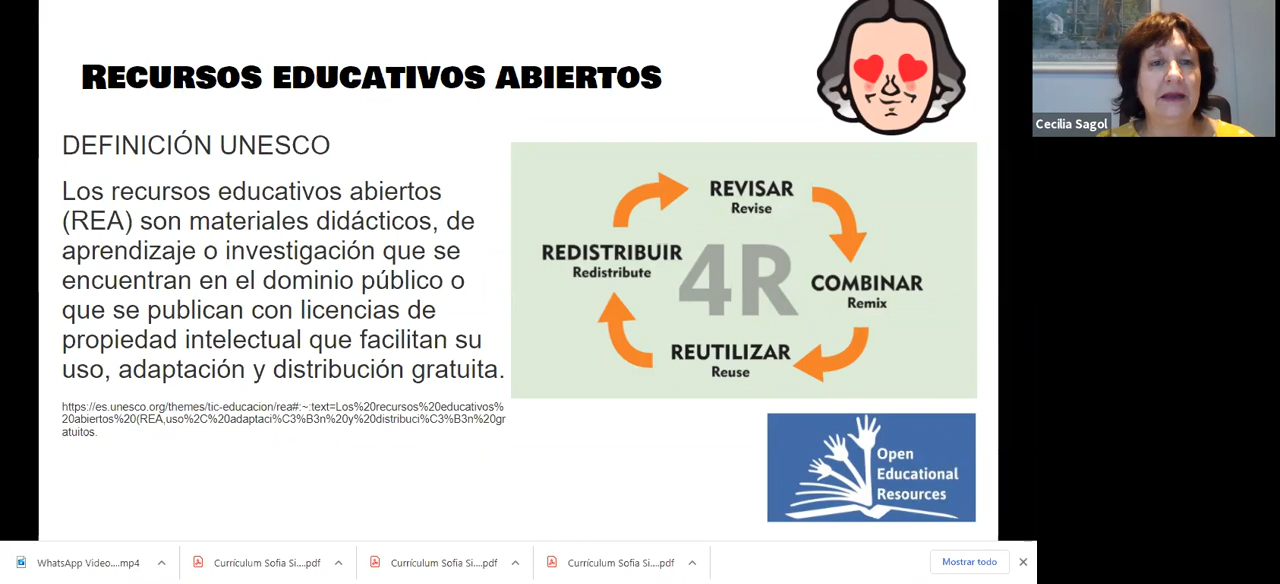 RECURSOS EDUCATIVOS ABIERTOS
DEFINICIÓN UNESCO
Los recursos educativos abiertos
(REA) son materiales didácticos, de
aprendizaje o investigación que se
encuentran en el dominio público o
que se publican con licencias de
propiedad intelectual que facilitan su
uso, adaptación y distribución gratuita.
https://es.unesco.org/themes/tic-educacion/rea#:~:text=Los%20recursos%20educativos%
20abiertos%20(REA,uso%2C%20adaptaci%C3%B3n%20y%20distribuci%C3%B3n%20gr
atuitos.
REVISAR
Revise
REDISTRIBUIR
Redistribute
4R
COMBINAR
Remix
REUTILIZAR
Reuse
Open
Educational
Resources
Cecilia Sagol
WhatsApp Video....mp4
Currículum Sofia Si....pdf
Currículum Sofia Si....pdf
Currículum Sofia Si....pdf
Mostrar todo